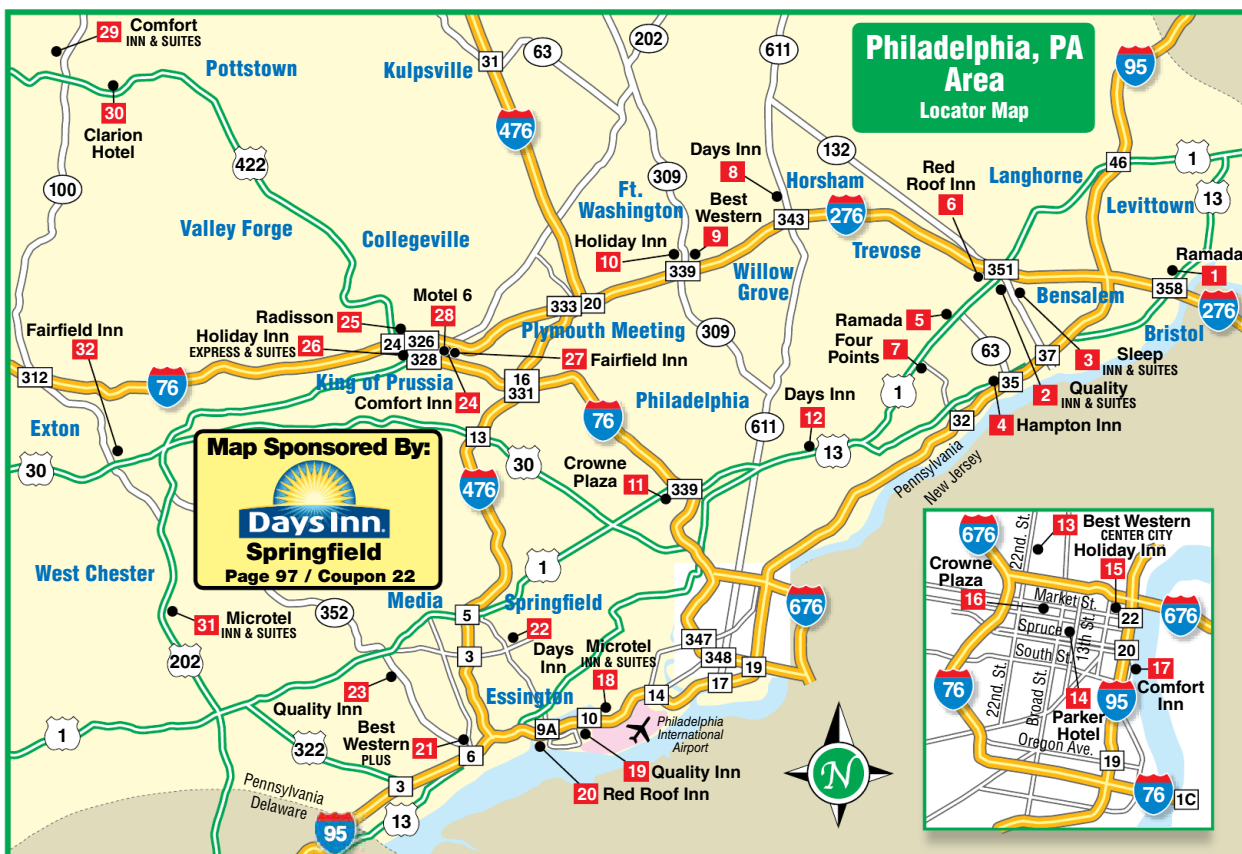 Philadelphia, PA
Area
Locator Map
29 Comfort
INN & SUITES
Pottstown
30
Clarion
Hotel
422
100
Kulpsville
31
63
202
611
476
95
132
46
1
13
Days Inn
8
Horsham
343
276
Red
Roof Inn
6
Langhorne
Levittown
Ft.
Washington
309
Best
Western
9
Holiday Inn
10
339
Willow
Grove
Trevose
351
Bensalem
Ramada
1
358
276
Bristol
Valley Forge
Collegeville
Motel 6
28
333
20
Plymouth Meeting
309
Radisson
25
24
326
328
Holiday Inn
EXPRESS & SUITES
26
27 Fairfield Inn
King of Prussia
Comfort Inn 24
Fairfield Inn
32
312
76
16
331
76
Philadelphia
611
Ramada 5
Four
Points 7
1
63
37
35
3 Sleep
INN & SUITES
2 Quality
INN & SUITES
4 Hampton Inn
32
Days Inn
12
13
Pennsylvania
New Jersey
Exton
30
13
30
476
Crowne
Plaza 11
339
Map Sponsored By:
Days Inn.
Springfield
Page 97 / Coupon 22
West Chester
31 Microtel
INN & SUITES
202
352
Media
5
Springfield
1
22
Days
Inn
3
676
347
348
19
17
14
Microtel
INN & SUITES
18
Essington
10
9A
Philadelphia
International
Airport
19 Quality Inn
20 Red Roof Inn
23
Quality Inn
Best
Western
PLUS
21
6
1
322
3
13
Pennsylvania
Delaware
95
N
676
22nd. St.
13 Best Western
CENTER CITY
Holiday Inn
15
Crowne
Plaza
16
Market St.
22
676
Spruce
13th St.
20
South St.
17
Comfort
Inn
22nd. St.
Broad St.
76
14
Parker
Hotel
95
Oregon Ave.
19
76
1C